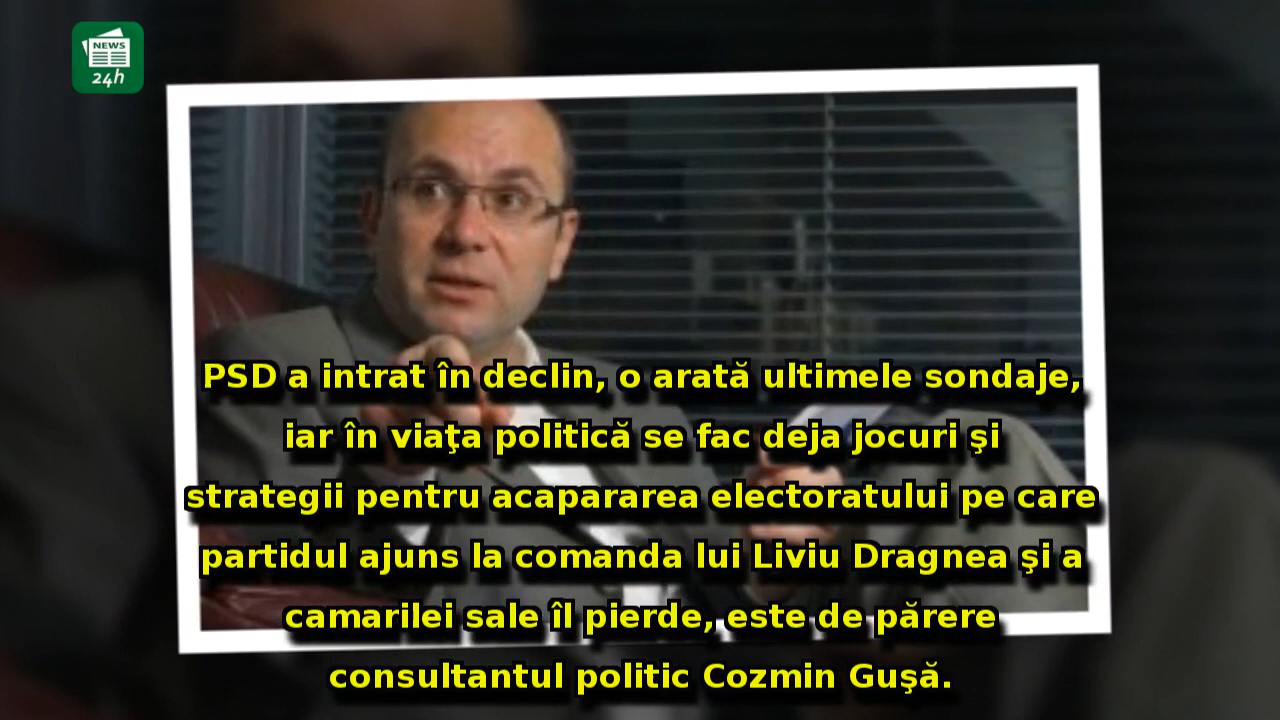 NEWS
24h
PSD a intrat în declin, o arată ultimele sondaje,
iar în viaţa politică se fac deja jocuri şi
strategii pentru acapararea electoratului pe care
partidul ajuns la comanda lui Liviu Dragnea şi a
camarilei sale îl pierde, este de părere
consultantul politic Cozmin Guşă.